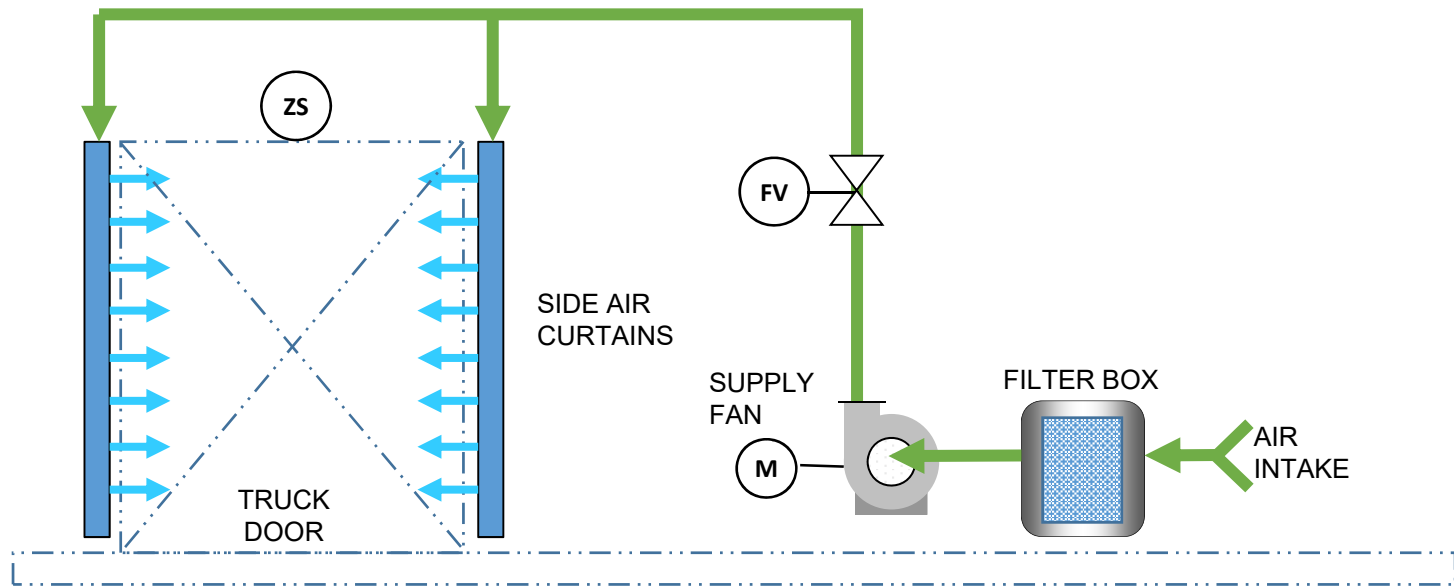 ZS
FV
SIDE AIR
CURTAINS
SUPPLY
FAN
FILTER BOX
M
AIR
INTAKE
TRUCK
DOOR